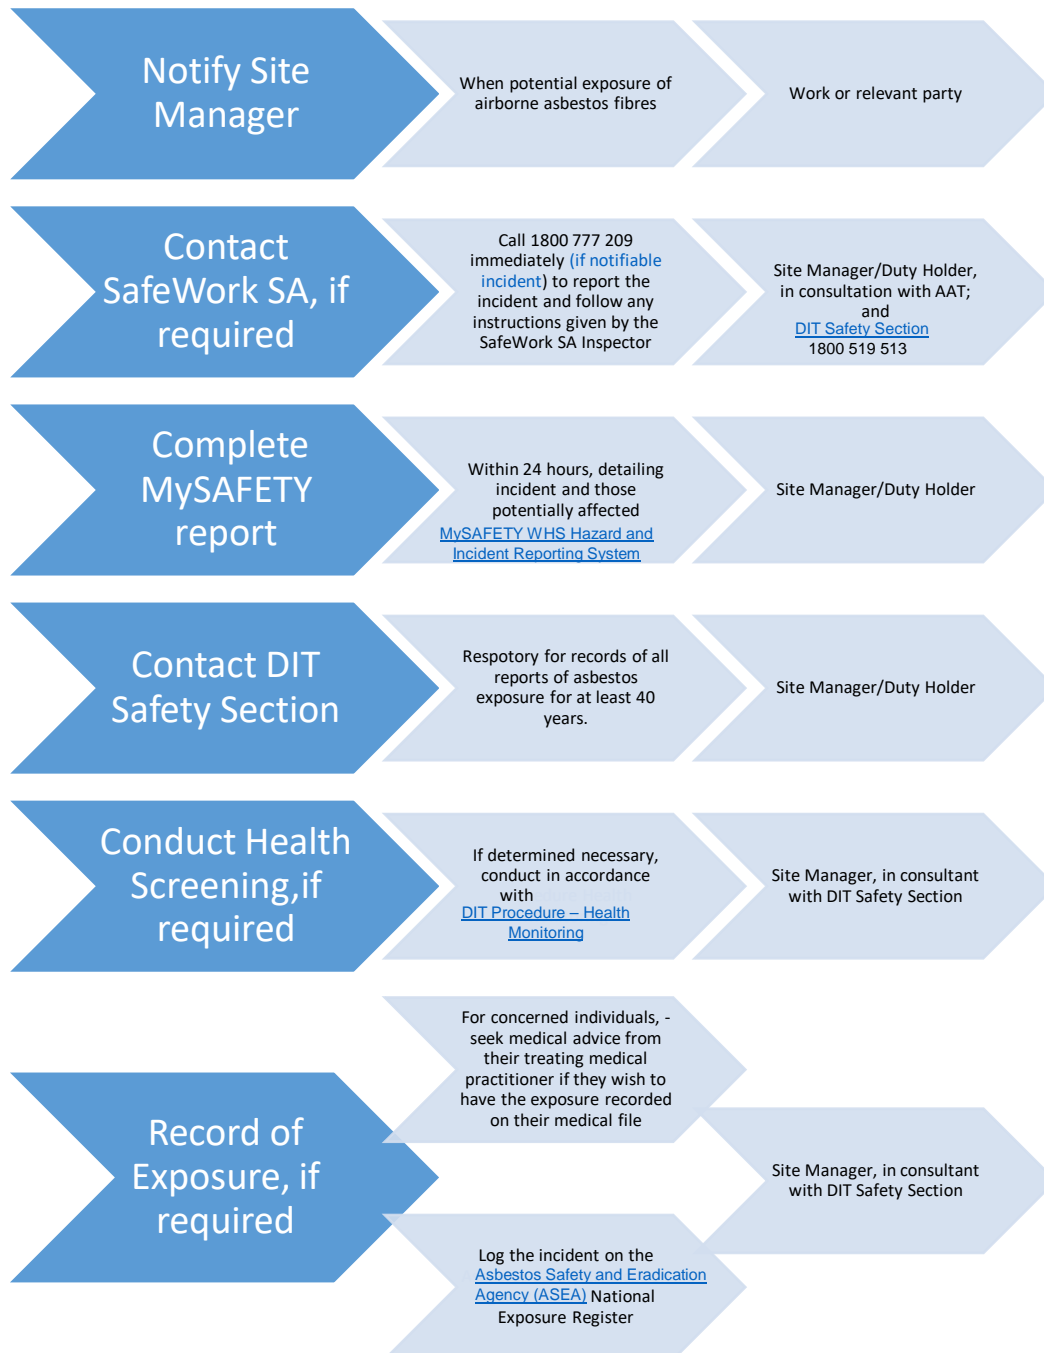 Notify Site
Manager
When potential exposure of
airborne asbestos fibres
Work or relevant party
Contact
SafeWork SA, if
required
Call 1800 777 209
immediately (if notifiable
incident) to report the
incident and follow any
instructions given by the
SafeWork SA Inspector
Site Manager/Duty Holder,
in consultation with AAT;
and
DIT Safety Section
1800 519 513
Complete
MySAFETY
report
Within 24 hours, detailing
incident and those
potentially affected
MySAFETY WHS Hazard and
Incident Reporting System
Site Manager/Duty Holder
Contact DIT
Safety Section
Respotory for records of all
reports of asbestos
exposure for at least 40
years.
Site Manager/Duty Holder
Conduct Health
Screening,if
required
If determined necessary,
conduct in accordance
with
DIT Procedure – Health
Monitoring
Site Manager, in consultant
with DIT Safety Section
Record of
Exposure, if
required
For concerned individuals, -
seek medical advice from
their treating medical
practitioner if they wish to
have the exposure recorded
on their medical file
Log the incident on the
Asbestos Safety and Eradication
Agency (ASEA) National
Exposure Register
Site Manager, in consultant
with DIT Safety Section